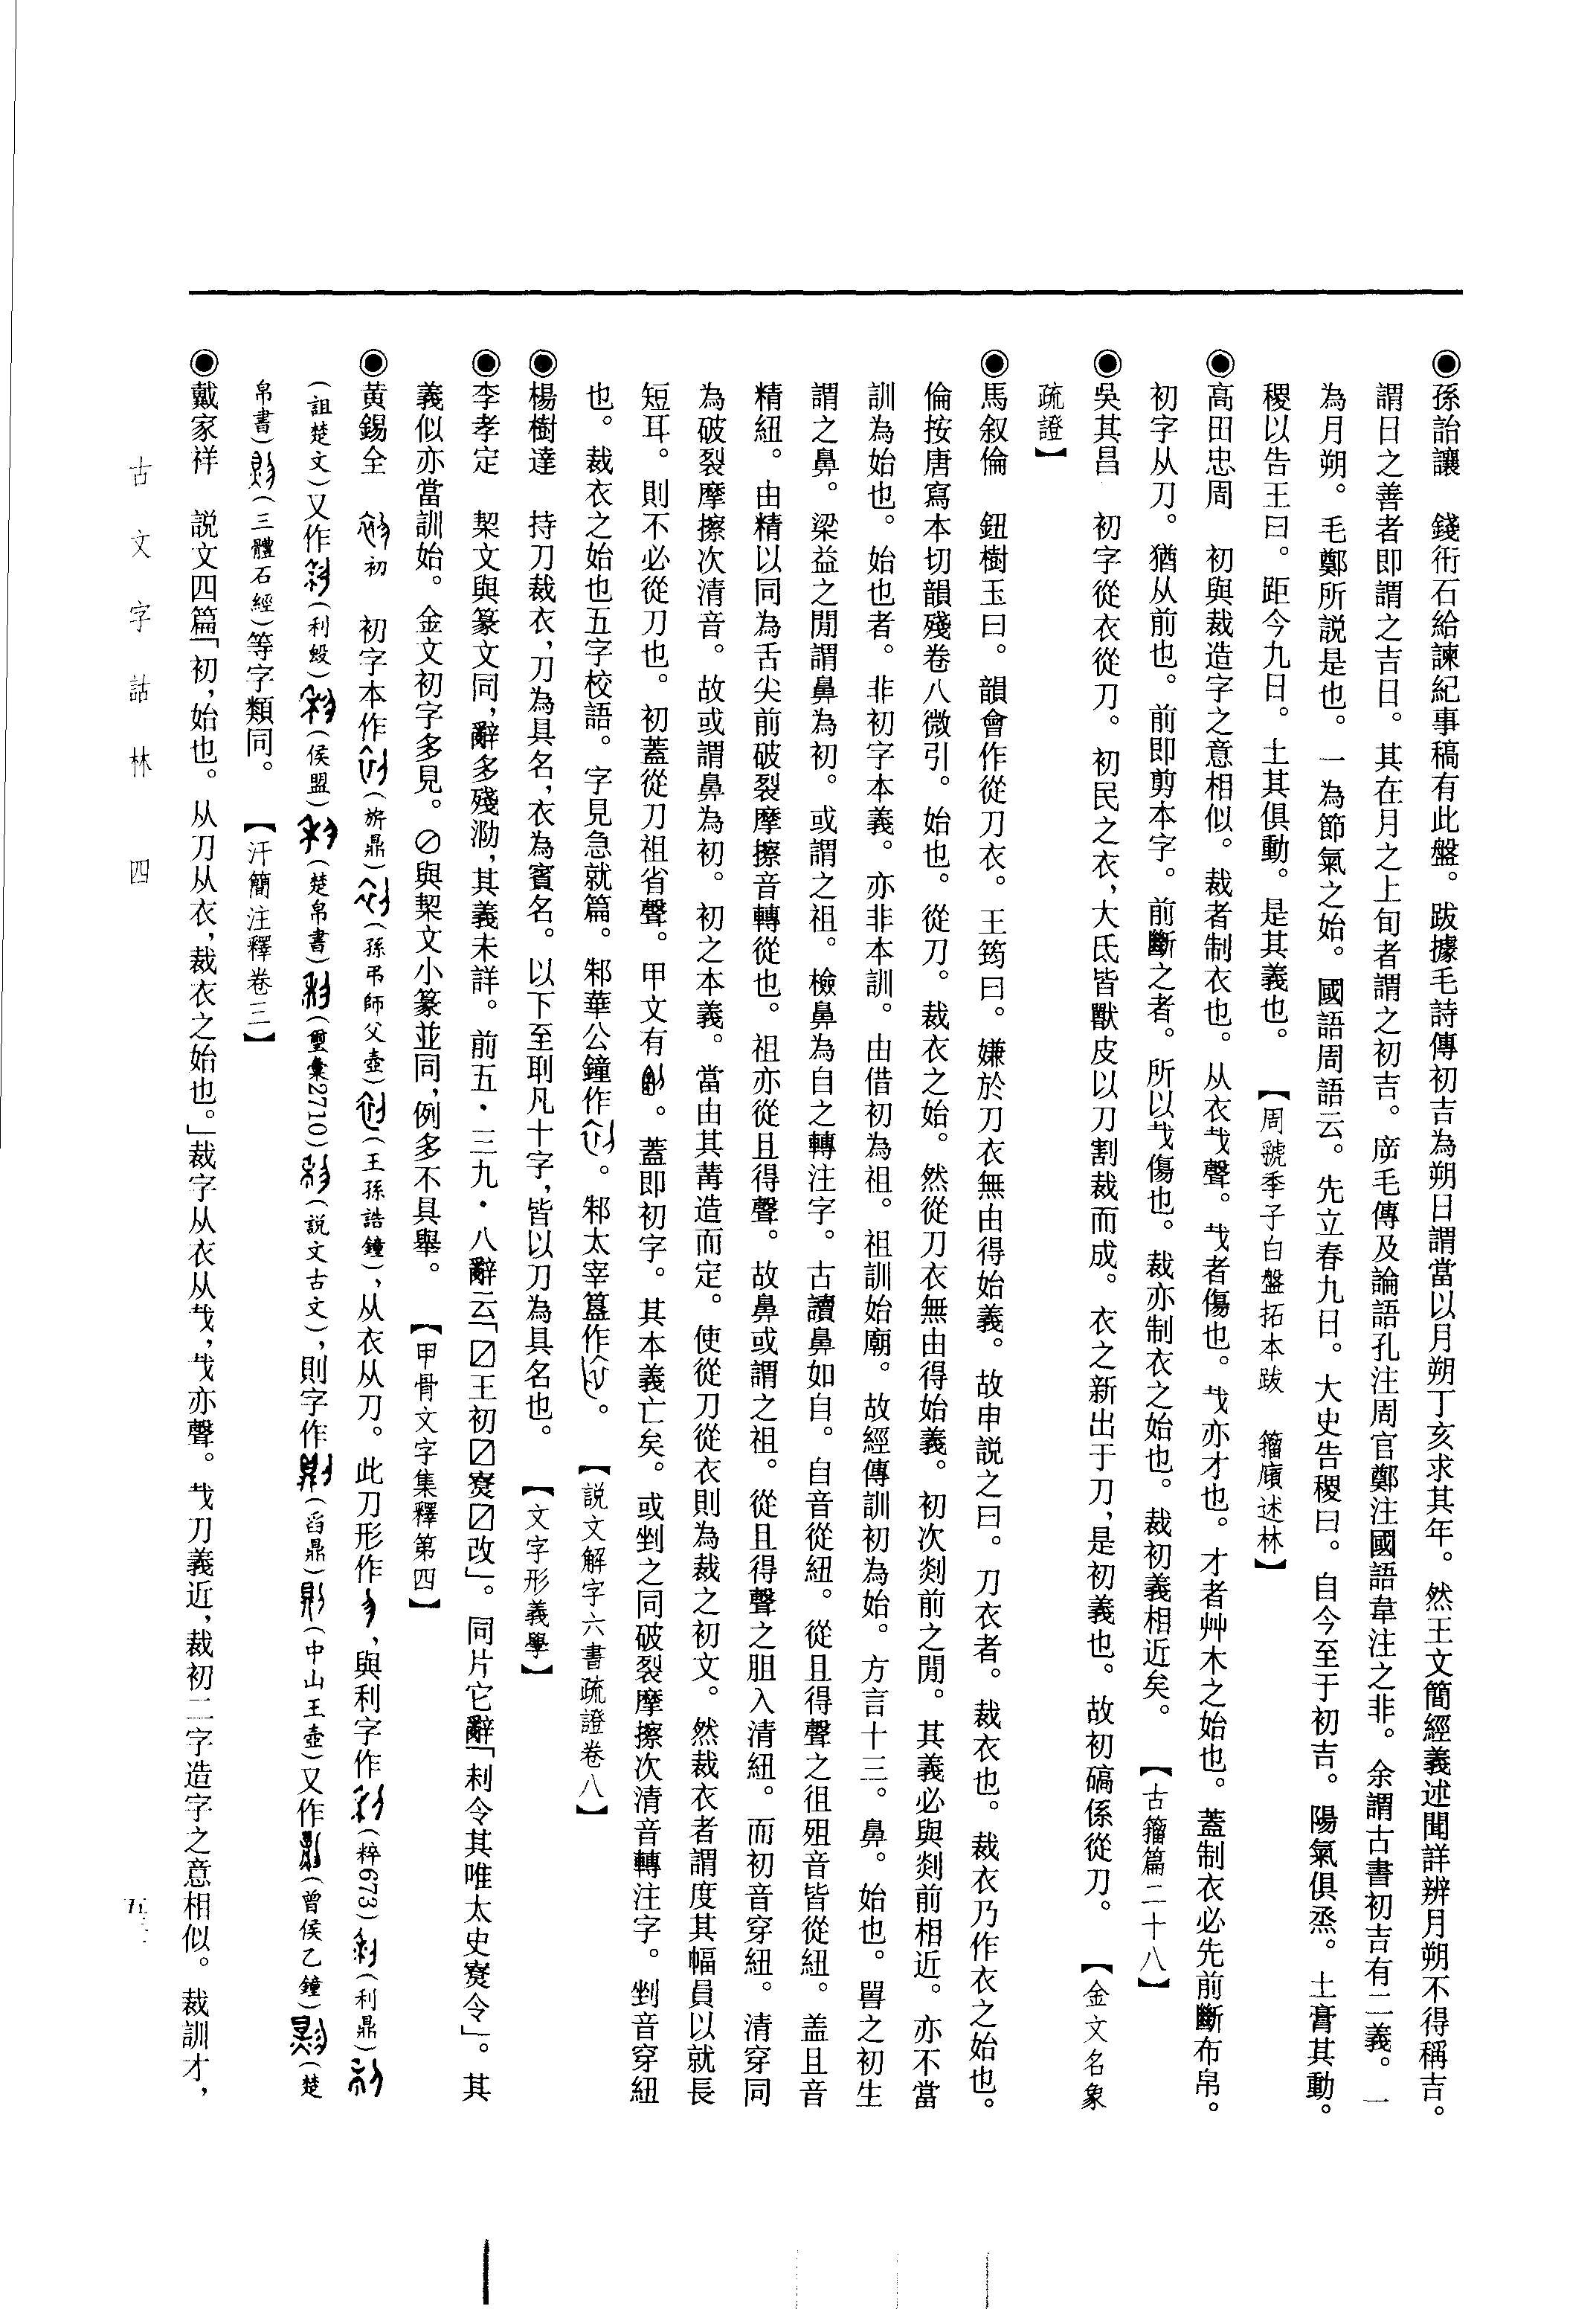 ◉孫詒讓　錢衎石給諫紀事稿有此盤。跋據毛詩傳初吉為朔日謂當以月朔丁亥求其年。然王文簡經義述聞詳辨月朔不得稱吉。
謂日之善者即謂之吉日。其在月之上旬者謂之初吉。庌毛傳及論語孔注周官鄭注國語韋注之非。余謂古書初吉有二義。一
為月朔。毛鄭所説是也。一為節氣之始。國語周語云。先立春九日。大史告稷曰。自今至于初吉。陽氣俱烝。土膏其動。
稷以告王曰。距今九日。土其俱動。是其義也。　【周虢季子白盤拓本跋　籀廎述林】
◉高田忠周　初與裁造字之意相似。裁者制衣也。从衣𢦏聲。𢦏者傷也。𢦏亦才也。才者艸木之始也。蓋制衣必先前斷布帛。
初字从刀。猶从前也。前即剪本字。前斷之者。所以𢦏傷也。裁亦制衣之始也。裁初義相近矣。　【古籀篇二十八】
◉吳其昌　初字從衣從刀。初民之衣，大氐皆獸皮以刀割裁而成。衣之新出于刀，是初義也。故初碻係從刀。　【金文名象
疏證】
◉馬叙倫　鈕樹玉曰。韻會作從刀衣。王筠曰。嫌於刀衣無由得始義。故申説之曰。刀衣者。裁衣也。裁衣乃作衣之始也。
倫按唐寫本切韻殘卷八微引。始也。從刀。裁衣之始。然從刀衣無由得始義。初次剡前之閒。其義必與剡前相近。亦不當
訓為始也。始也者。非初字本義。亦非本訓。由借初為祖。祖訓始廟。故經傳訓初為始。方言十三。鼻。始也。嘼之初生
謂之鼻。梁益之閒謂鼻為初。或謂之祖。檢鼻為自之轉注字。古讀鼻如自。自音從紐。從且得聲之徂殂音皆從紐。盖且音
精紐。由精以同為舌尖前破裂摩擦音轉從也。祖亦從且得聲。故鼻或謂之祖。從且得聲之胆入清紐。而初音穿紐。清穿同
為破裂摩擦次清音。故或謂鼻為初。初之本義。當由其冓造而定。使從刀從衣則為裁之初文。然裁衣者謂度其幅員以就長
短耳。則不必從刀也。初蓋從刀祖省聲。甲文有。蓋即初字。其本義亡矣。或剉之同破裂摩擦次清音轉注字。剉音穿紐
也。裁衣之始也五字校語。字見急就篇。邾華公鐘作。邾太宰簋作。　【説文解字六書疏證卷八】
◉楊樹達　持刀裁衣，刀為具名，衣為賓名。以下至刵凡十字，皆以刀為具名也。　【文字形義學】
◉李孝定　栔文與篆文同，辭多殘泐，其義未詳。前五・三九・八辭云「〼王初〼寮〼改」。同片它辭「利令其唯太史寮令」。其
義似亦當訓始。金文初字多見。〇與栔文小篆並同，例多不具舉。　【甲骨文字集釋第四】
◉黃錫全　初　初字本作（旂鼎）（孫弔師父壺）（王孫誥鐘），从衣从刀。此刀形作，與利字作（粹673）（利鼎）
（詛楚文）又作（利𣪘）（侯盟）（楚帛書）（璽彙2710）（説文古文），則字作（舀鼎）（中山王壺）又作（曾侯乙鐘）（楚
帛書）（三體石經）等字類同。　【汗簡注釋卷三】
◉戴家祥　説文四篇「初，始也。从刀从衣，裁衣之始也。」裁字从衣从𢦏，𢦏亦聲。𢦏刀義近，裁初二字造字之意相似。裁訓才，
古文字詁林　四